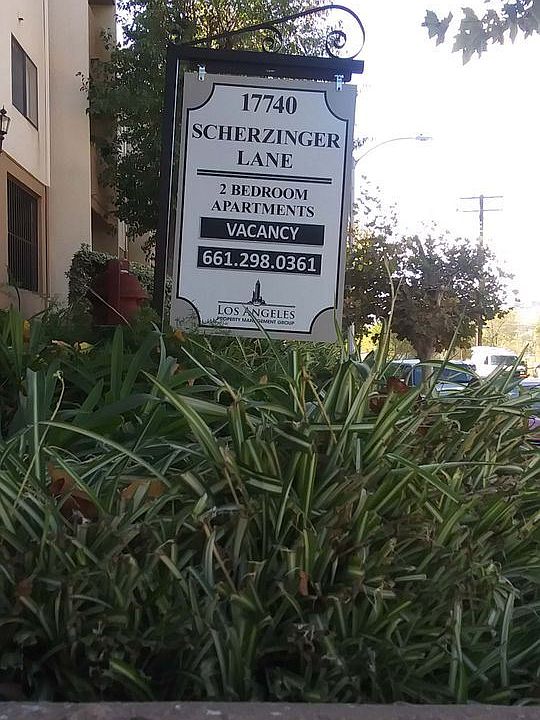 17740
SCHERZINGER
LANE
2 BEDROOM
APARTMENTS
VACANCY
661.298.0361
LOS ANGELES
PROPERTY MANAGEMENT GROUP